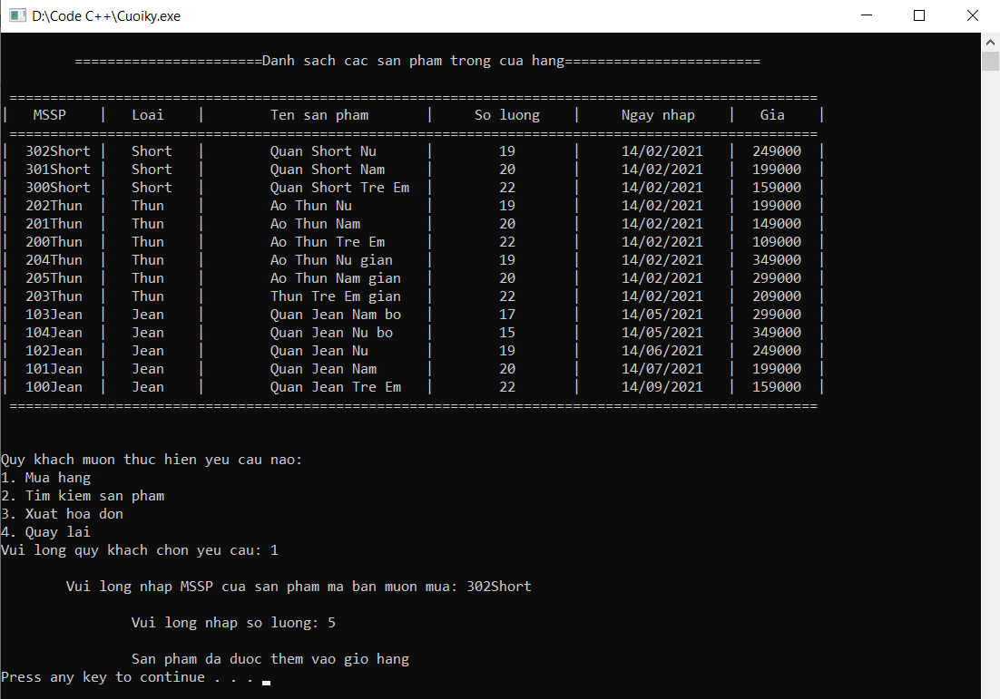 D:\Code C++\Cuoiky.exe
=======================Danh sach cac san pham trong cua hang========================
===================================================================================================
| MSSP | Loai | Ten san pham | So luong | Ngay nhap | Gia |
===================================================================================================
| 302Short | Short | Quan Short Nu | 19 | 14/02/2021 | 249000 |
| 301Short | Short | Quan Short Nam | 20 | 14/02/2021 | 199000 |
| 300Short | Short | Quan Short Tre Em | 22 | 14/02/2021 | 159000 |
| 202Thun | Thun | Ao Thun Nu | 19 | 14/02/2021 | 199000 |
| 201Thun | Thun | Ao Thun Nam | 20 | 14/02/2021 | 149000 |
| 200Thun | Thun | Ao Thun Tre Em | 22 | 14/02/2021 | 109000 |
| 204Thun | Thun | Ao Thun Nu gian | 19 | 14/02/2021 | 349000 |
| 205Thun | Thun | Ao Thun Nam gian | 20 | 14/02/2021 | 299000 |
| 203Thun | Thun | Thun Tre Em gian | 22 | 14/02/2021 | 209000 |
| 103Jean | Jean | Quan Jean Nam bo | 17 | 14/05/2021 | 299000 |
| 104Jean | Jean | Quan Jean Nu bo | 15 | 14/05/2021 | 349000 |
| 102Jean | Jean | Quan Jean Nu | 19 | 14/06/2021 | 249000 |
| 101Jean | Jean | Quan Jean Nam | 20 | 14/07/2021 | 199000 |
| 100Jean | Jean | Quan Jean Tre Em | 22 | 14/09/2021 | 159000 |
===================================================================================================
Quy khach muon thuc hien yeu cau nao:
1. Mua hang
2. Tim kiem san pham
3. Xuat hoa don
4. Quay lai
Vui long quy khach chon yeu cau: 1
Vui long nhap MSSP cua san pham ma ban muon mua: 302Short
Vui long nhap so luong: 5
San pham da duoc them vao gio hang
Press any key to continue . . .